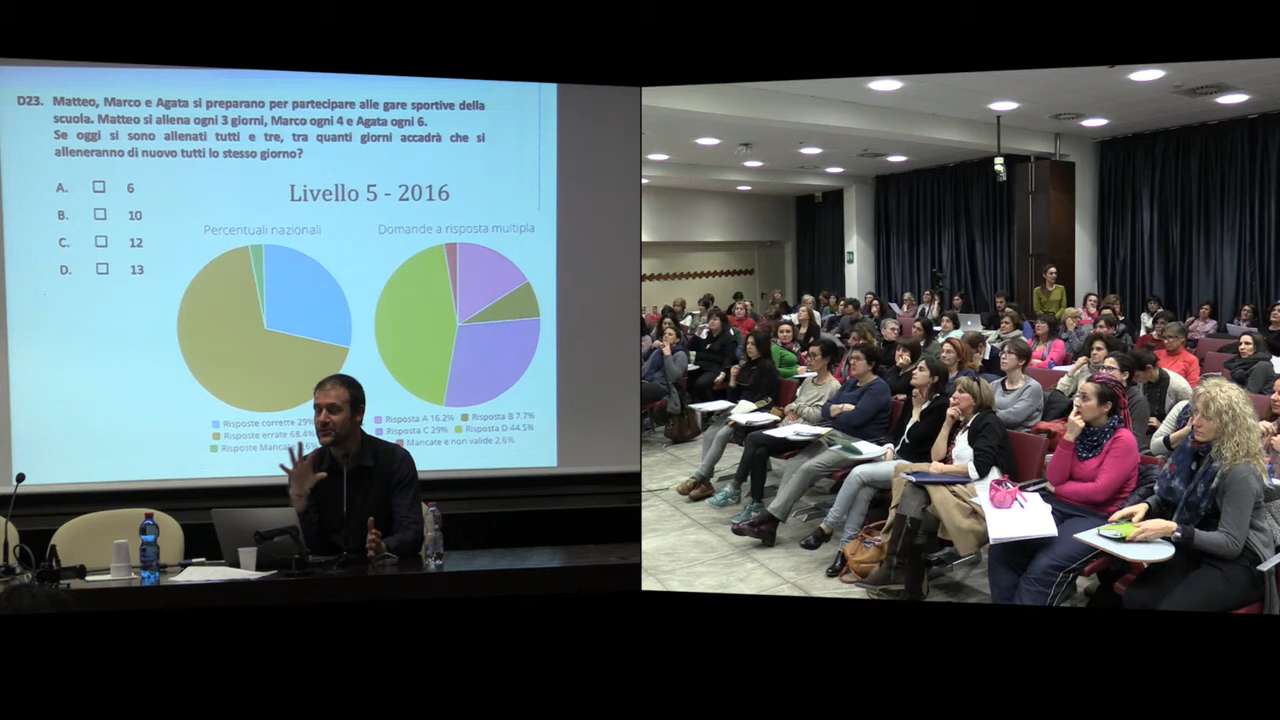 D23. Matteo, Marco e Agata si preparano per partecipare alle gare sportive della
scuola. Matteo si allena ogni 3 giorni, Marco ogni 4 e Agata ogni 6.
Se oggi si sono allenati tutti e tre, tra quanti giorni accadrà che si
alleneranno di nuovo tutti lo stesso giorno?
A. 6
B. 10
C. 12
D. 13
Livello 5 - 2016
Percentuali nazionali
Domande a risposta multipla
Risposte corrette 29%
Risposte errate 68.4%
Risposte
Risposta A 16.2% Risposta B 7.7%
Risposta C 29% Risposta D 44.5%
Mancate e non valide 2.6%